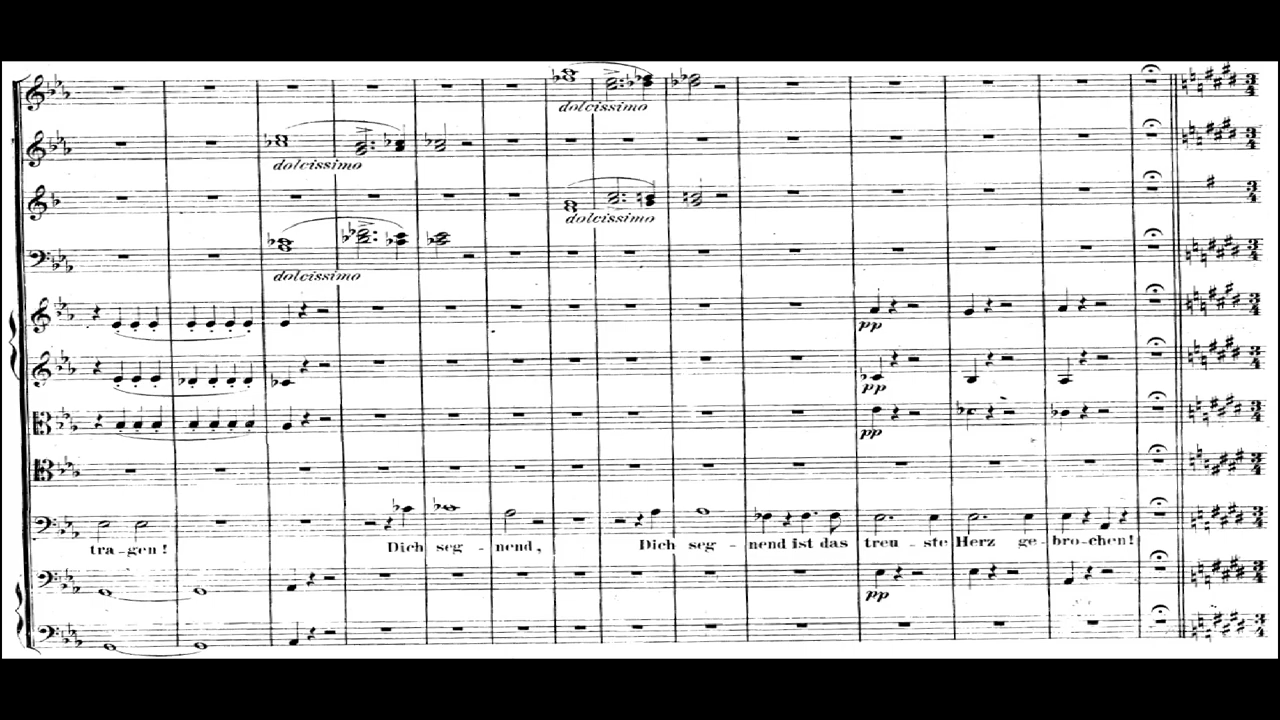 dolcissimo
dolcissimo
dolcissimo
dolcissimo
pp
pp
pp
tra-gen! Dich seg - nend, Dich seg - nend ist das treu - ste Herz ge-bro-chen!
pp